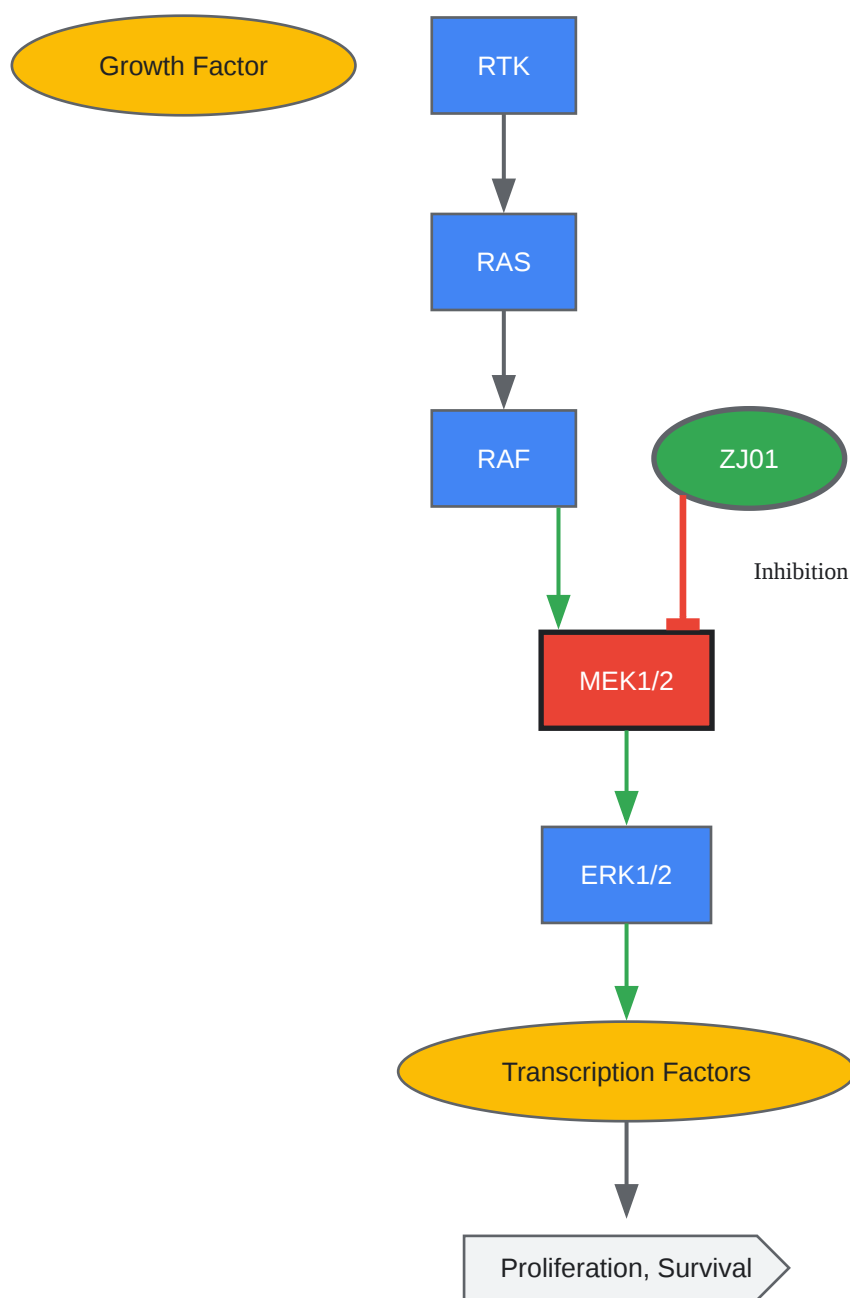 Growth Factor
RTK
RAS
RAF
ZJ01
Inhibition
MEK1/2
ERK1/2
Transcription Factors
Proliferation, Survival